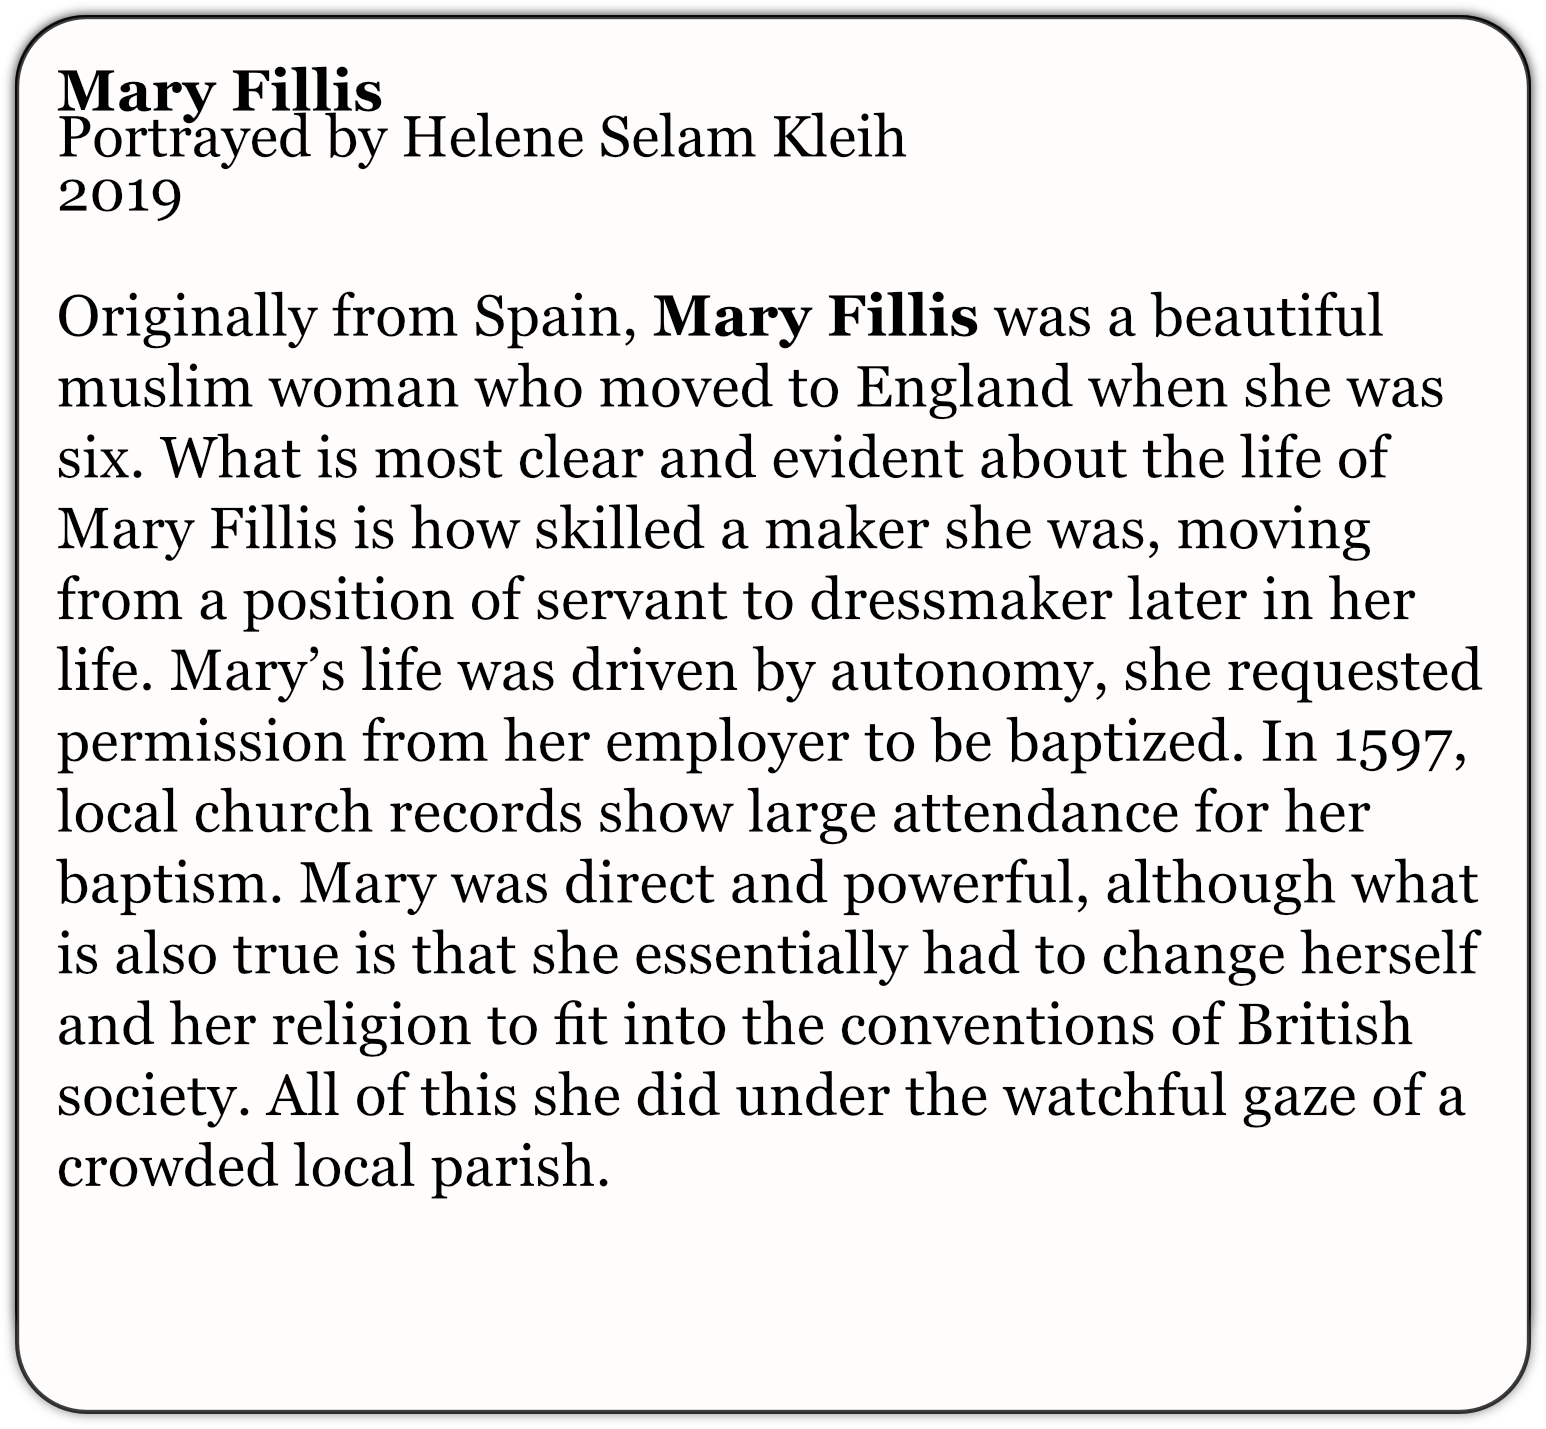 Mary Fillis
Portrayed by Helene Selam Kleih
2019
Originally from Spain, Mary Fillis was a beautiful
muslim woman who moved to England when she was
six. What is most clear and evident about the life of
Mary Fillis is how skilled a maker she was, moving
from a position of servant to dressmaker later in her
life. Mary’s life was driven by autonomy, she requested
permission from her employer to be baptized. In 1597,
local church records show large attendance for her
baptism. Mary was direct and powerful, although what
is also true is that she essentially had to change herself
and her religion to fit into the conventions of British
society. All of this she did under the watchful gaze of a
crowded local parish.